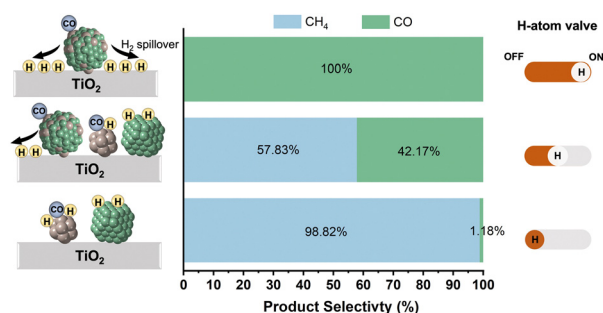 CH4
CO
H-atom valve
CO
H2 spillover
H H H
H H H
TiO2
100%
OFF
ON
H
CO
CO
H
H H
H H
TiO2
57.83%
42.17%
H
CO
H
H
H H
TiO2
98.82%
1.18%
H
0 10 20 30 40 50 60 70 80 90 100
Product Selectivty (%)